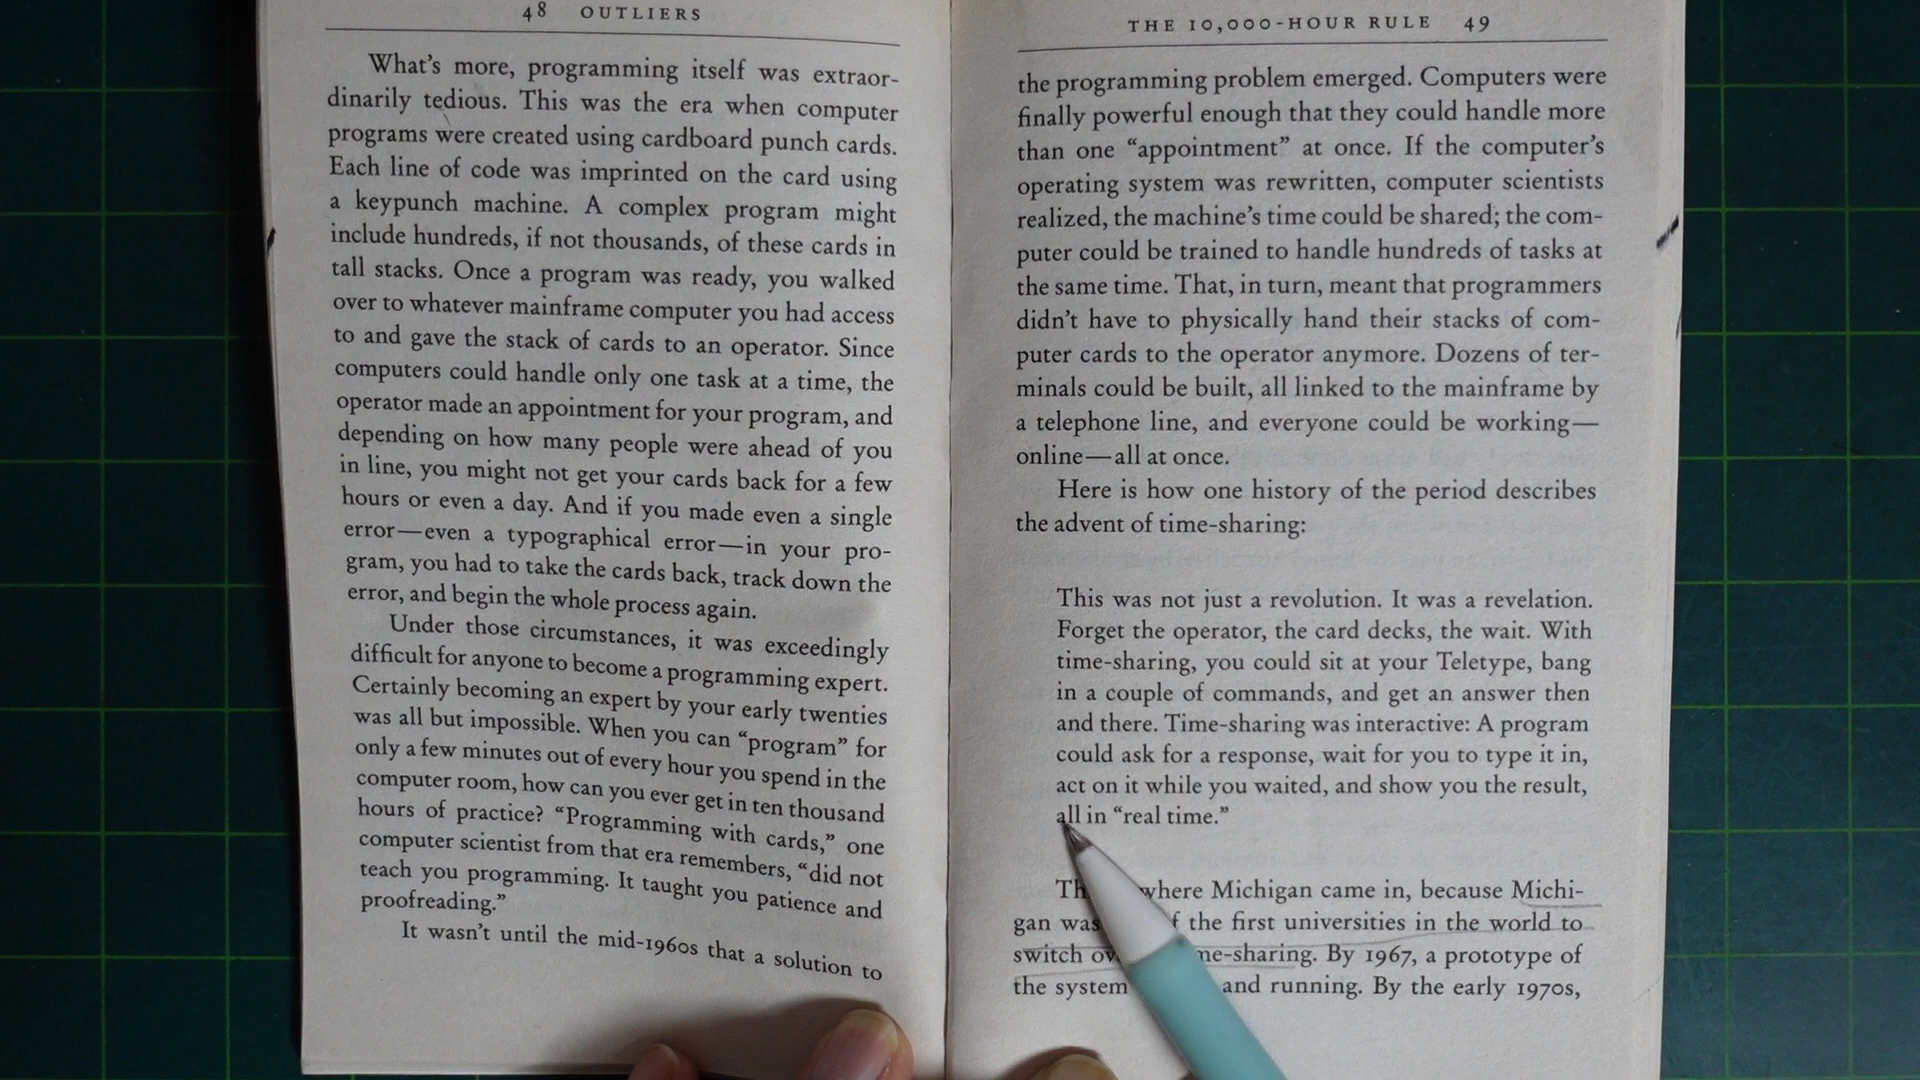 48 OUTLIERS
What's more, programming itself was extraor-
dinarily tedious. This was the era when computer
programs were created using cardboard punch cards.
Each line of code was imprinted on the card using
a keypunch machine. A complex program might
include hundreds, if not thousands, of these cards in
tall stacks. Once a program was ready, you walked
over to whatever mainframe computer you had access
to and gave the stack of cards to an operator. Since
computers could handle only one task at a time, the
operator made an appointment for your program, and
depending on how many people were ahead of you
in line, you might not get your cards back for a few
hours or even a day. And if you made even a single
error—even a typographical error—in your pro-
gram, you had to take the cards back, track down the
error, and begin the whole process again.
Under those circumstances, it was exceedingly
difficult for anyone to become a programming expert.
Certainly becoming an expert by your early twenties
was all but impossible. When you can “program” for
only a few minutes out of every hour you spend in the
computer room, how can you ever get in ten thousand
hours of practice? “Programming with cards,” one
computer scientist from that era remembers, “did not
teach you programming. It taught you patience and
proofreading.”
It wasn't until the mid-1960s that a solution to
THE 10,000-HOUR RULE 49
the programming problem emerged. Computers were
finally powerful enough that they could handle more
than one “appointment” at once. If the computer's
operating system was rewritten, computer scientists
realized, the machine's time could be shared; the com-
puter could be trained to handle hundreds of tasks at
the same time. That, in turn, meant that programmers
didn't have to physically hand their stacks of com-
puter cards to the operator anymore. Dozens of ter-
minals could be built, all linked to the mainframe by
a telephone line, and everyone could be working—
online—all at once.
Here is how one history of the period describes
the advent of time-sharing:
This was not just a revolution. It was a revelation.
Forget the operator, the card decks, the wait. With
time-sharing, you could sit at your Teletype, bang
in a couple of commands, and get an answer then
and there. Time-sharing was interactive: A program
could ask for a response, wait for you to type it in,
act on it while you waited, and show you the result,
all in “real time.”
where Michigan came in, because Michi-
gan was the first universities in the world to
switch By 1967, a prototype of
the system and running. By the early 1970s,